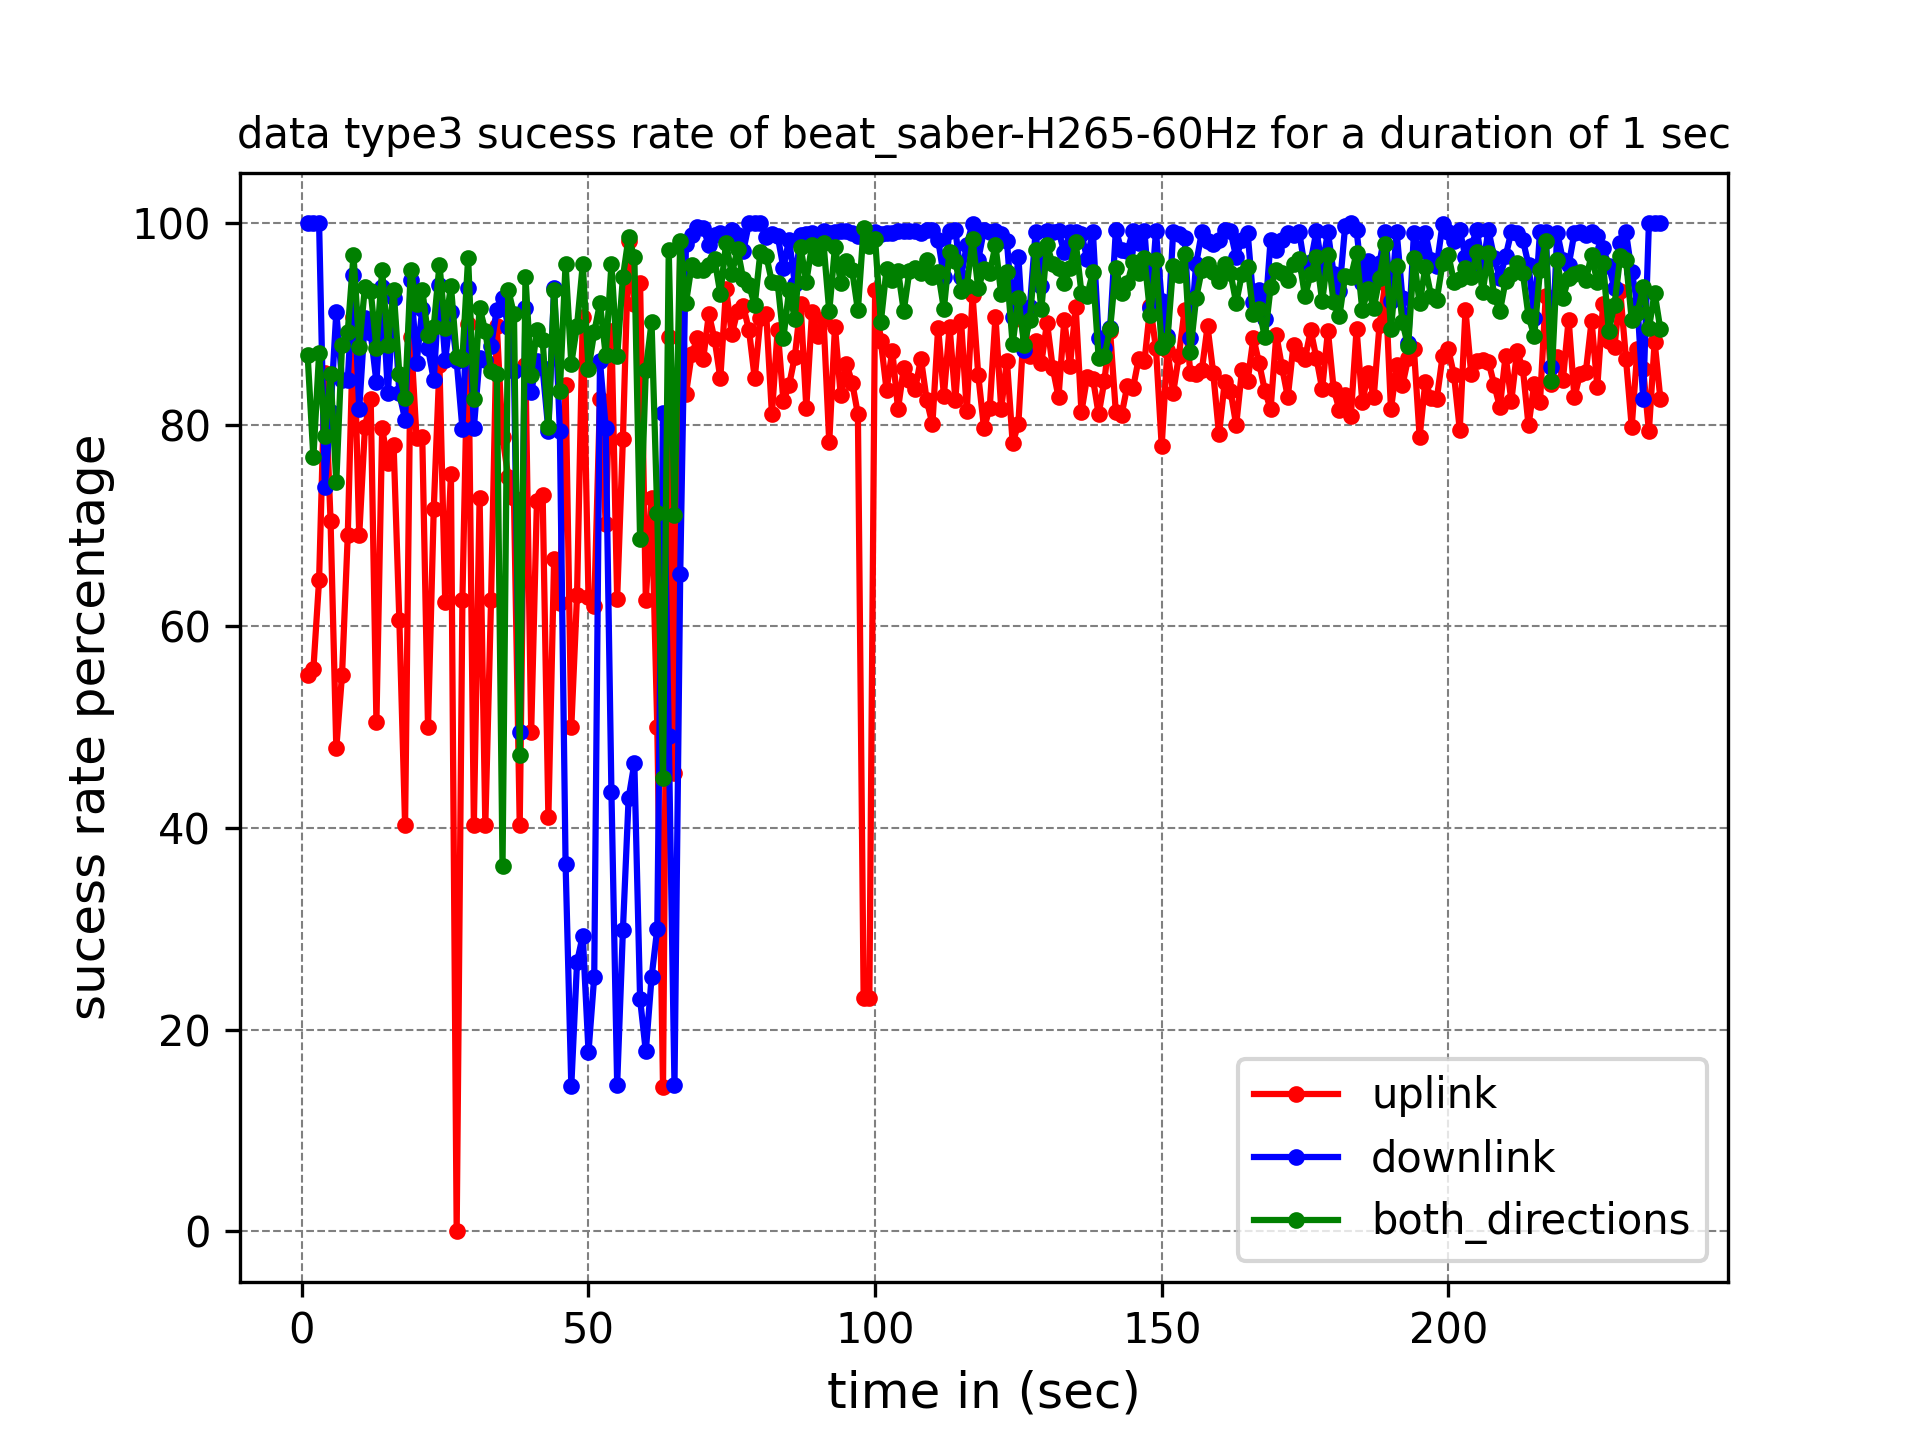 data type3 sucess rate of beat_saber-H265-60Hz for a duration of 1 sec
100
80
60
40
20
0
sucess rate percentage
uplink
downlink
both_directions
0 50 100 150 200
time in (sec)